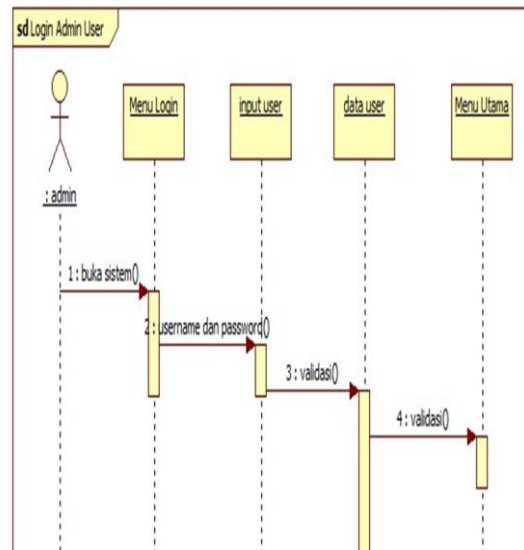 sd Login Admin User
Menu Login
input user
data user
Menu Utama
: admin
1 : buka sistem()
2 : username dan password()
3 : validasi()
4 : validasi()